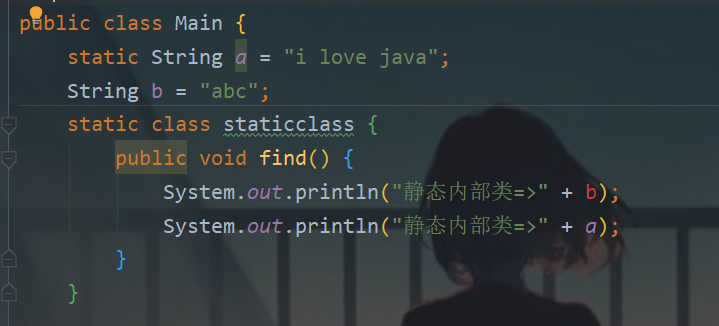 public class Main {
static String a = "i love java";
String b = "abc";
static class staticclass {
public void find() {
System.out.println("静态内部类=>" + b);
System.out.println("静态内部类=>" + a);
}
}